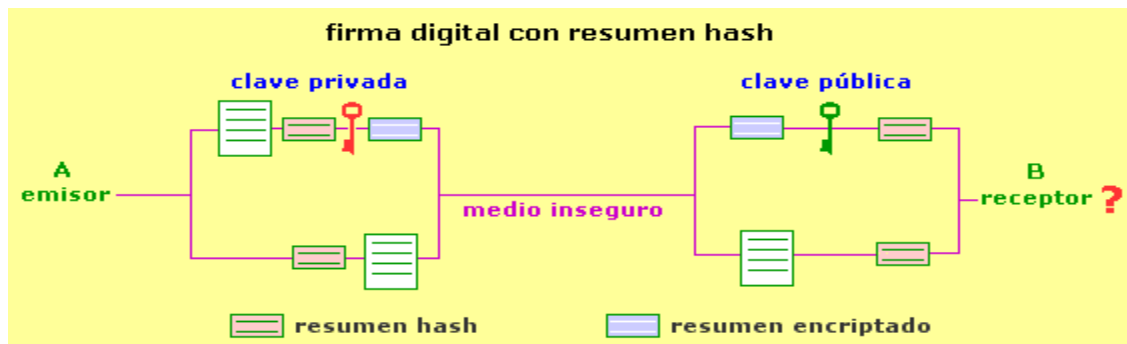 firma digital con resumen hash
clave privada
clave pública
A
emisor
medio inseguro
B
receptor ?
resumen hash
resumen encriptado